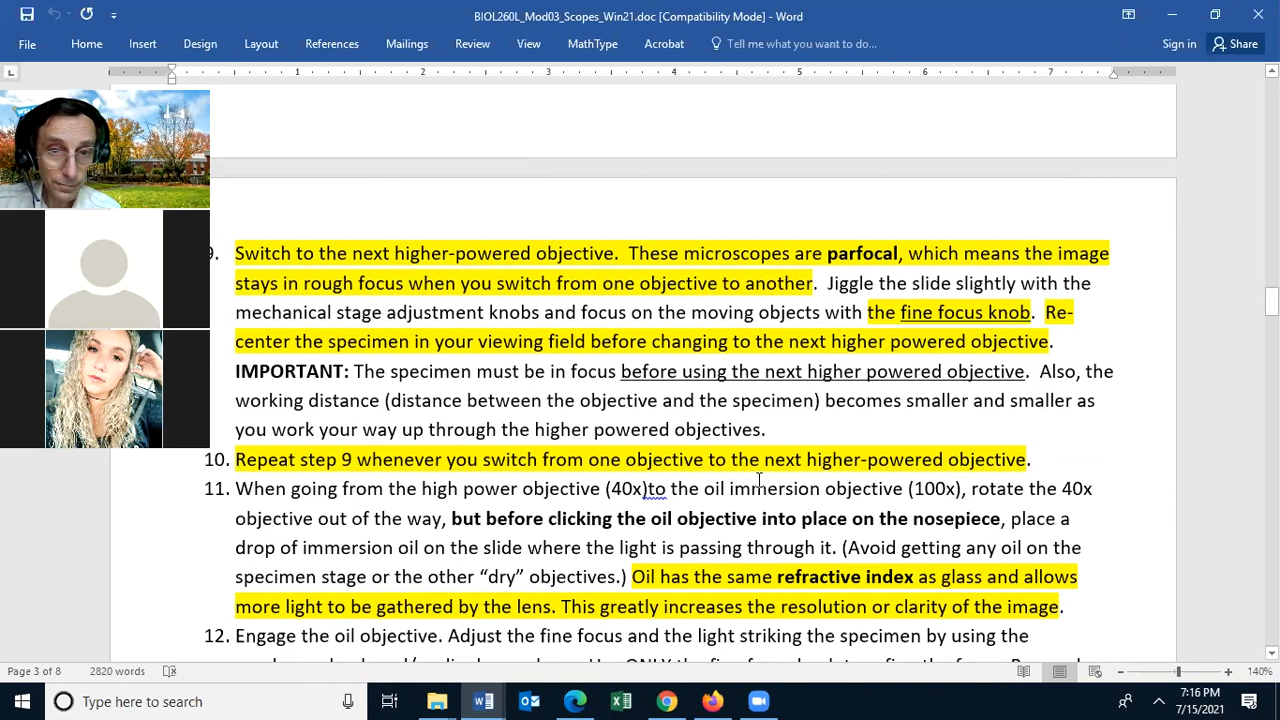 BIOL260L_Mod03_Scopes_Win21.doc [Compatibility Mode] - Word
File Home Insert Design Layout References Mailings Review View MathType Acrobat Tell me what you want to do... Sign in Share
1 2 3 4 5 6 7
9. Switch to the next higher-powered objective. These microscopes are parfocal, which means the image
stays in rough focus when you switch from one objective to another. Jiggle the slide slightly with the
mechanical stage adjustment knobs and focus on the moving objects with the fine focus knob. Re-
center the specimen in your viewing field before changing to the next higher powered objective.
IMPORTANT: The specimen must be in focus before using the next higher powered objective. Also, the
working distance (distance between the objective and the specimen) becomes smaller and smaller as
you work your way up through the higher powered objectives.
10. Repeat step 9 whenever you switch from one objective to the next higher-powered objective.
11. When going from the high power objective (40x)to the oil immersion objective (100x), rotate the 40x
objective out of the way, but before clicking the oil objective into place on the nosepiece, place a
drop of immersion oil on the slide where the light is passing through it. (Avoid getting any oil on the
specimen stage or the other “dry” objectives.) Oil has the same refractive index as glass and allows
more light to be gathered by the lens. This greatly increases the resolution or clarity of the image.
12. Engage the oil objective. Adjust the fine focus and the light striking the specimen by using the
Page 3 of 8 2820 words 140%
Type here to search
7:16 PM
7/15/2021